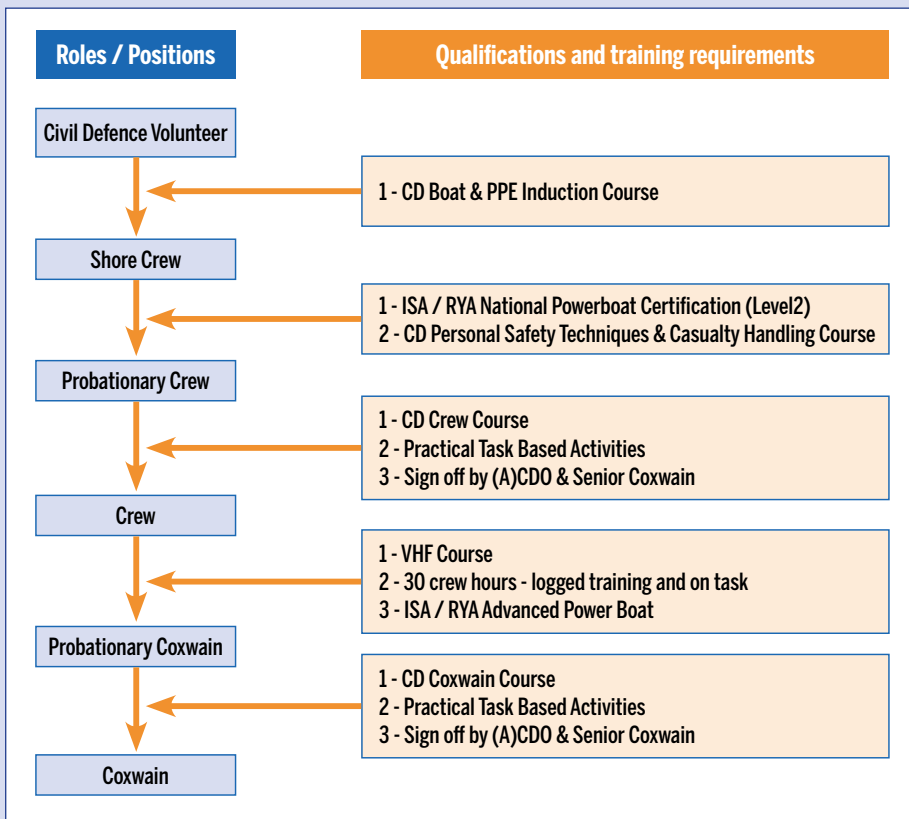 Roles / Positions
Qualifications and training requirements
Civil Defence Volunteer
1 - CD Boat & PPE Induction Course
Shore Crew
1 - ISA / RYA National Powerboat Certification (Level2)
2 - CD Personal Safety Techniques & Casualty Handling Course
Probationary Crew
1 - CD Crew Course
2 - Practical Task Based Activities
3 - Sign off by (A)CDO & Senior Coxwain
Crew
1 - VHF Course
2 - 30 crew hours - logged training and on task
3 - ISA / RYA Advanced Power Boat
Probationary Coxwain
1 - CD Coxwain Course
2 - Practical Task Based Activities
3 - Sign off by (A)CDO & Senior Coxwain
Coxwain